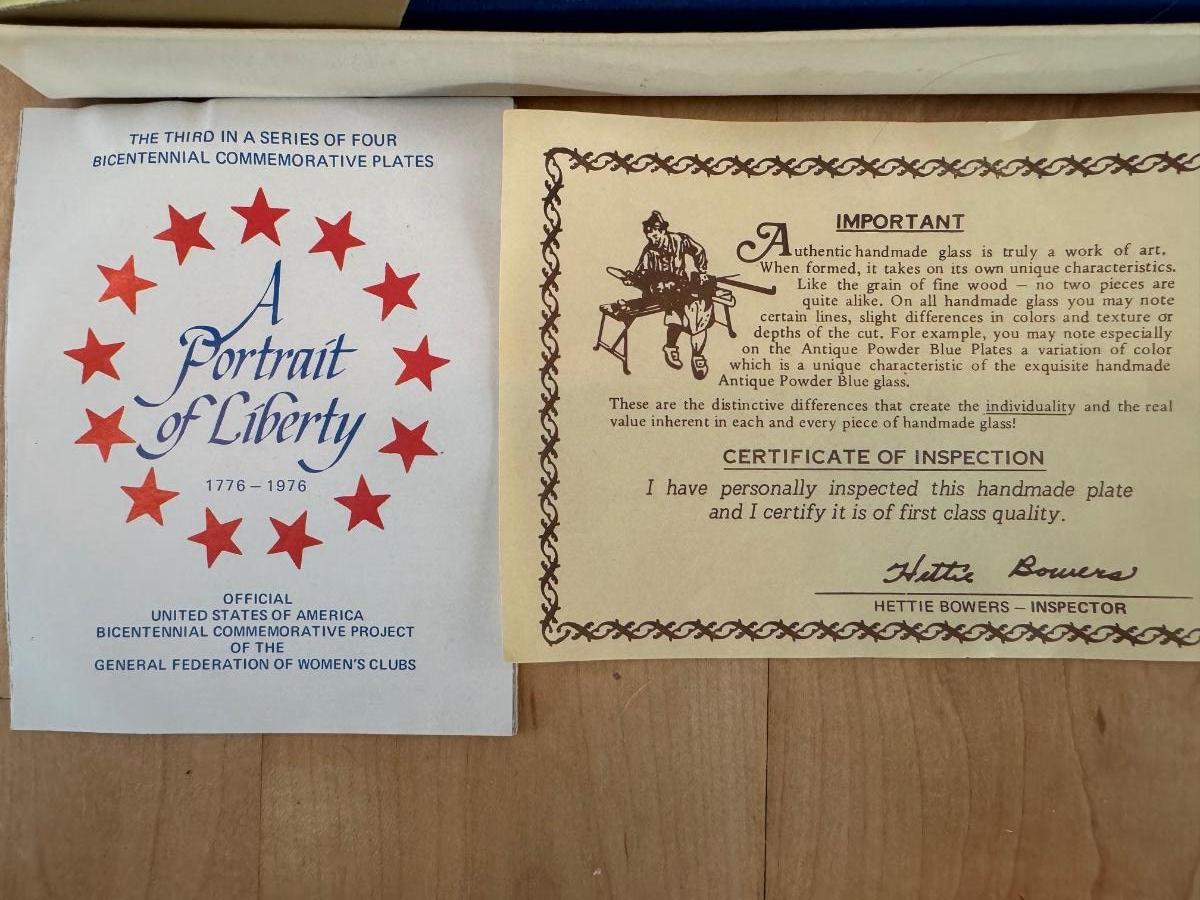 THE THIRD IN A SERIES OF FOUR
BICENTENNIAL COMMEMORATIVE PLATES
A
Portrait
of Liberty
1776 – 1976
OFFICIAL
UNITED STATES OF AMERICA
BICENTENNIAL COMMEMORATIVE PROJECT
OF THE
GENERAL FEDERATION OF WOMEN'S CLUBS
IMPORTANT
Authentic handmade glass is truly a work of art.
When formed, it takes on its own unique characteristics.
Like the grain of fine wood – no two pieces are
quite alike. On all handmade glass you may note
certain lines, slight differences in colors and texture or
depths of the cut. For example, you may note especially
on the Antique Powder Blue Plates a variation of color
which is a unique characteristic of the exquisite handmade
Antique Powder Blue glass.
These are the distinctive differences that create the individuality and the real
value inherent in each and every piece of handmade glass!
CERTIFICATE OF INSPECTION
I have personally inspected this handmade plate
and I certify it is of first class quality.
Hettie Bowers
HETTIE BOWERS – INSPECTOR